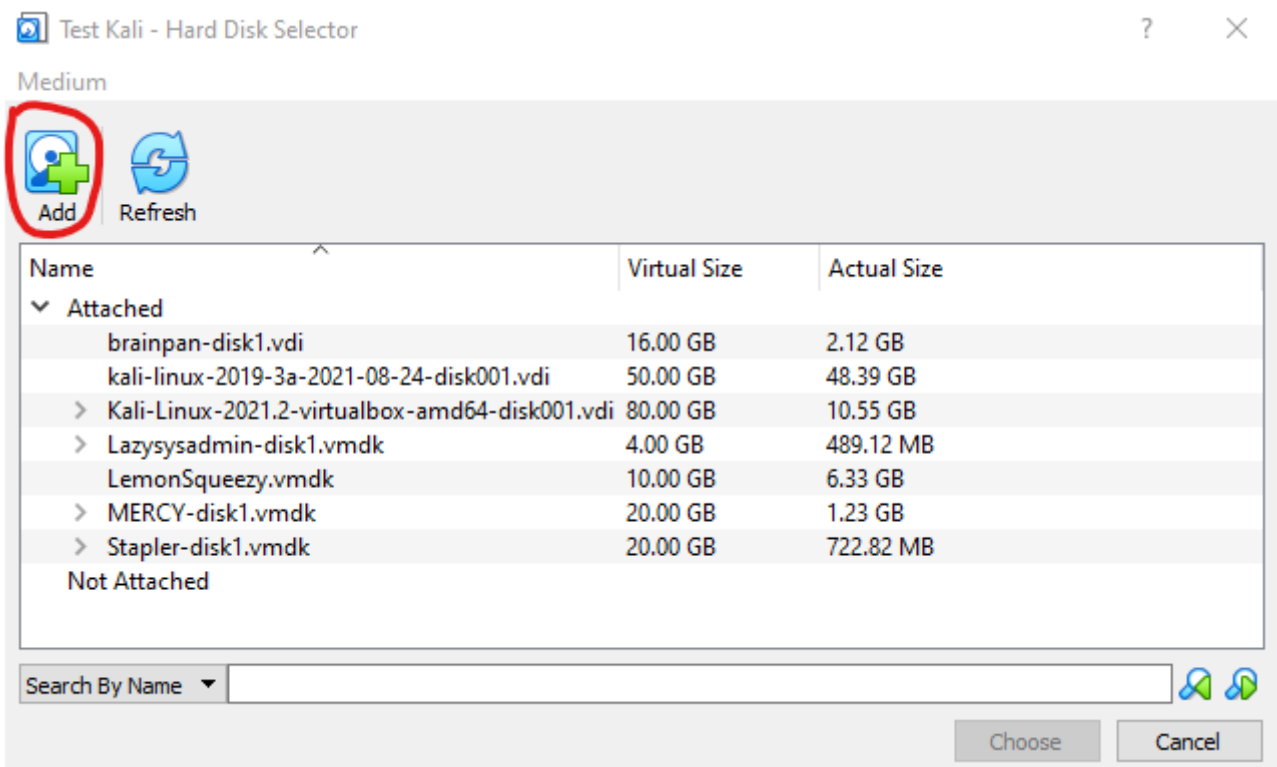 Test Kali - Hard Disk Selector ?
Medium
Add Refresh
Name Virtual Size Actual Size
Attached
brainpan-disk1.vdi 16.00 GB 2.12 GB
kali-linux-2019-3a-2021-08-24-disk001.vdi 50.00 GB 48.39 GB
Kali-Linux-2021.2-virtualbox-amd64-disk001.vdi 80.00 GB 10.55 GB
Lazysysadmin-disk1.vmdk 4.00 GB 489.12 MB
LemonSqueezy.vmdk 10.00 GB 6.33 GB
MERCY-disk1.vmdk 20.00 GB 1.23 GB
Stapler-disk1.vmdk 20.00 GB 722.82 MB
Not Attached
Search By Name
Choose Cancel